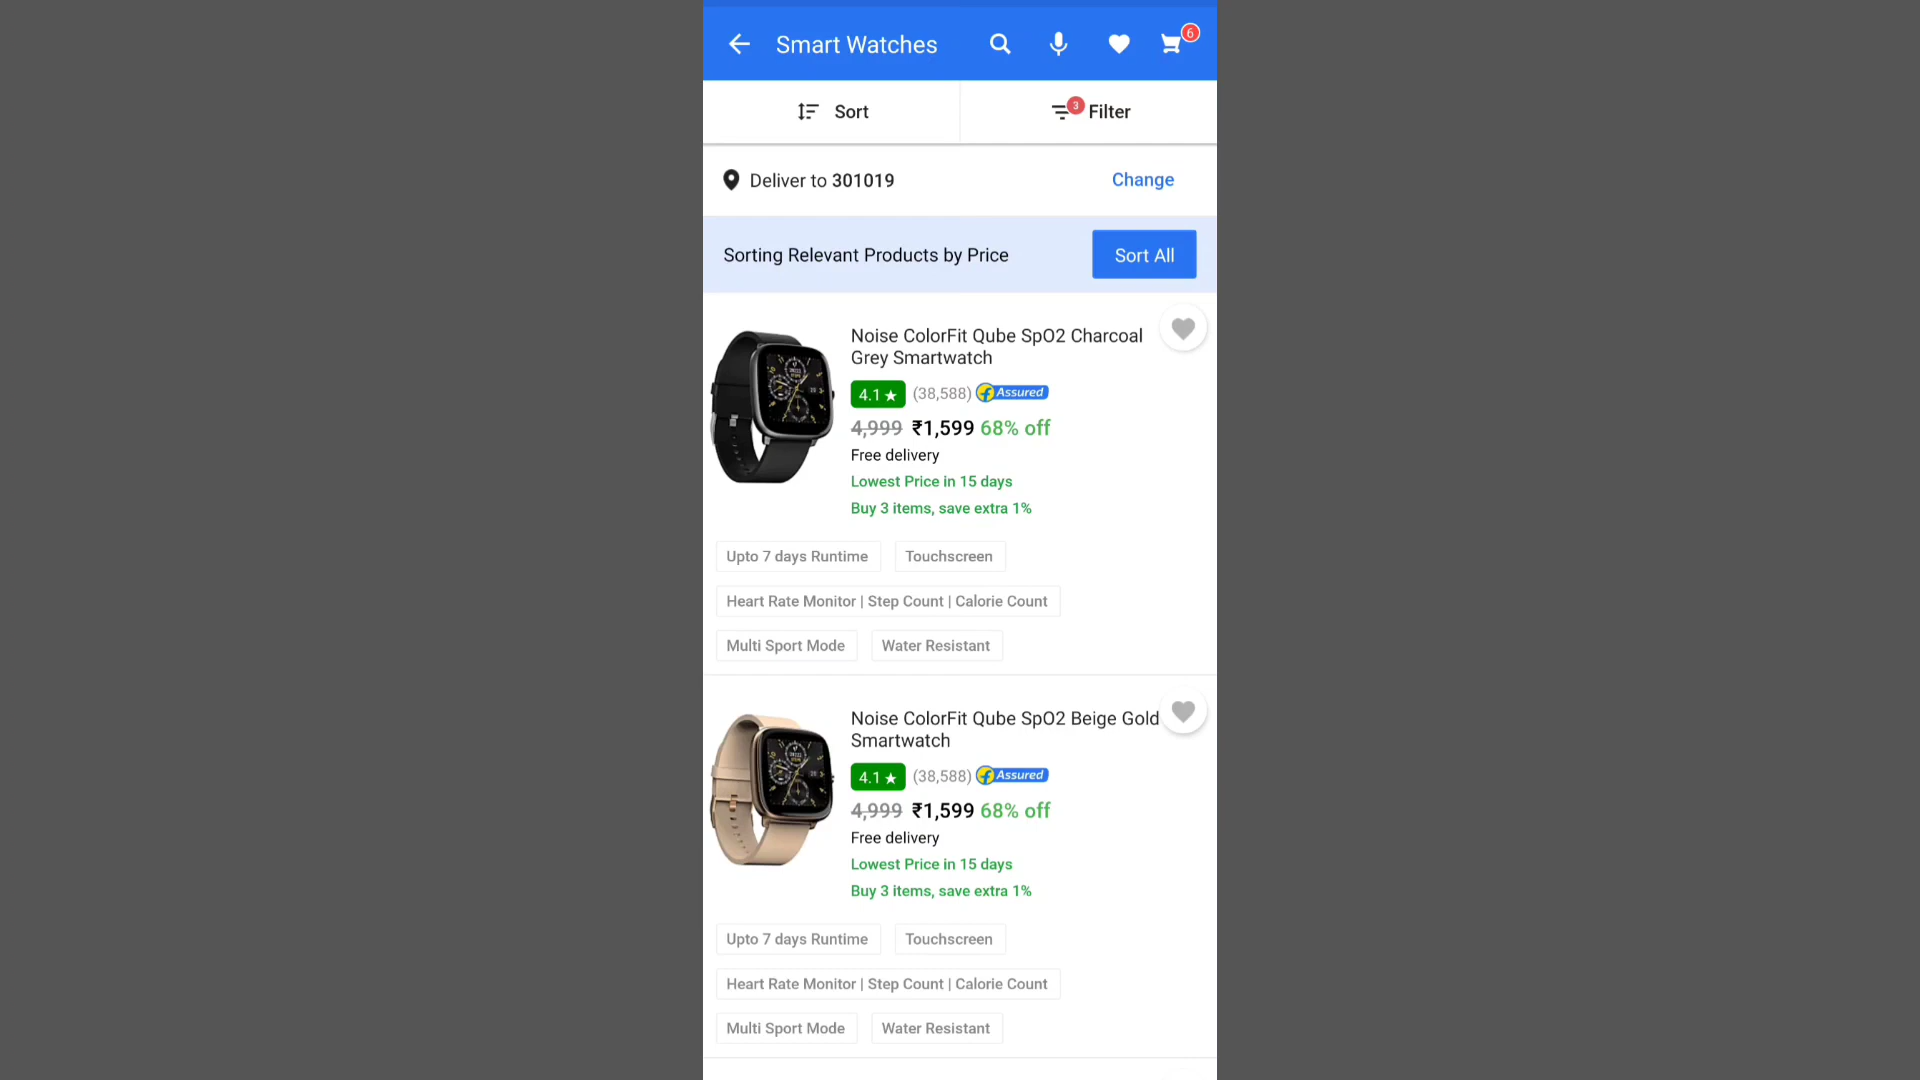 Smart Watches
6
Sort
3
Filter
Deliver to 301019
Change
Sorting Relevant Products by Price
Sort All
Noise ColorFit Qube SpO2 Charcoal
Grey Smartwatch
4.1★ (38,588) Assured
4,999 ₹1,599 68% off
Free delivery
Lowest Price in 15 days
Buy 3 items, save extra 1%
Upto 7 days Runtime
Touchscreen
Heart Rate Monitor | Step Count | Calorie Count
Multi Sport Mode
Water Resistant
Noise ColorFit Qube SpO2 Beige Gold
Smartwatch
4.1★ (38,588) Assured
4,999 ₹1,599 68% off
Free delivery
Lowest Price in 15 days
Buy 3 items, save extra 1%
Upto 7 days Runtime
Touchscreen
Heart Rate Monitor | Step Count | Calorie Count
Multi Sport Mode
Water Resistant